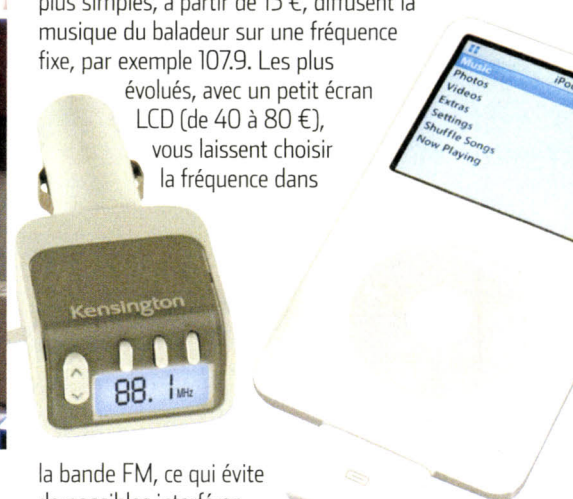 plus simples, à partir de 15 €, diffusent la
musique du baladeur sur une fréquence
fixe, par exemple 107.9. Les plus
évolués, avec un petit écran
LCD (de 40 à 80 €),
vous laissent choisir
la fréquence dans
iPod
Music
Photos
Videos
Extras
Settings
Shuffle Songs
Now Playing
Kensington
88.1 MHz
la bande FM, ce qui évite